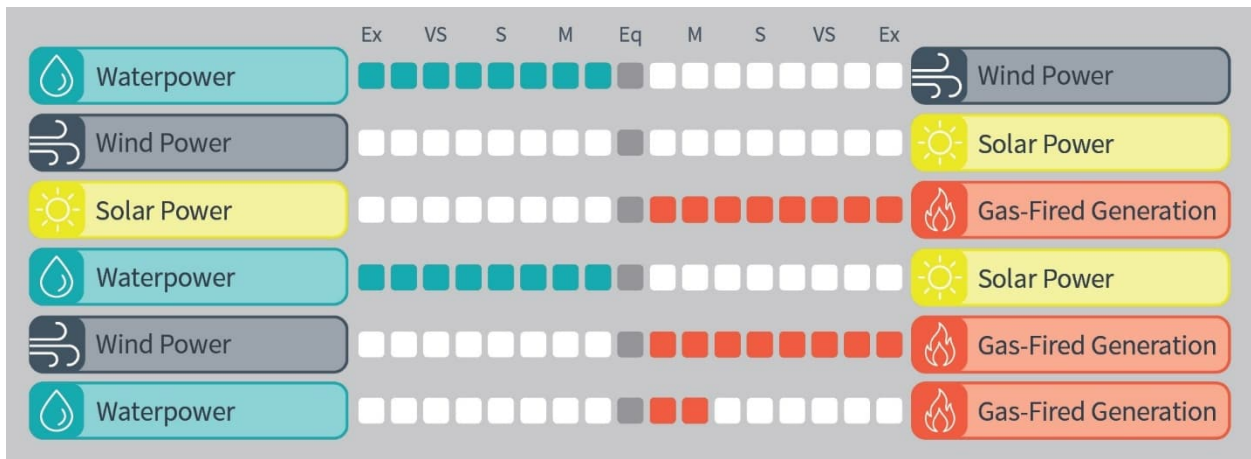 Ex VS S M Eq M S VS Ex
Waterpower Wind Power
Wind Power Solar Power
Solar Power Gas-Fired Generation
Waterpower Solar Power
Wind Power Gas-Fired Generation
Waterpower Gas-Fired Generation